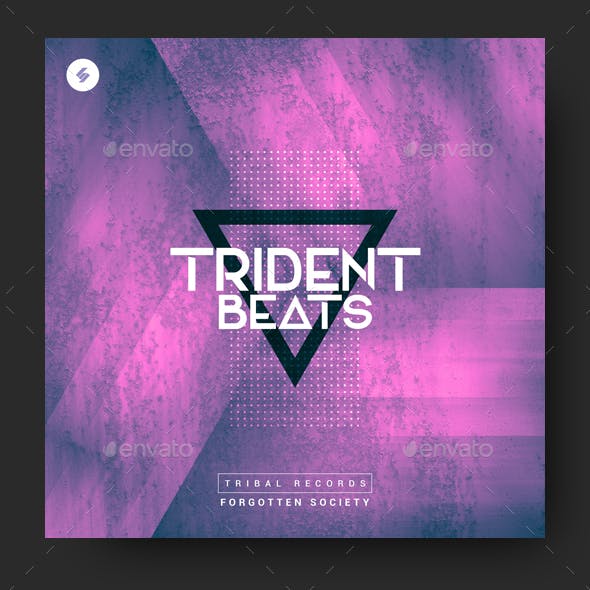 envato
envato
TRIDENT
BEATS
envato
envato
TRIBAL RECORDS
FORGOTTEN SOCIETY